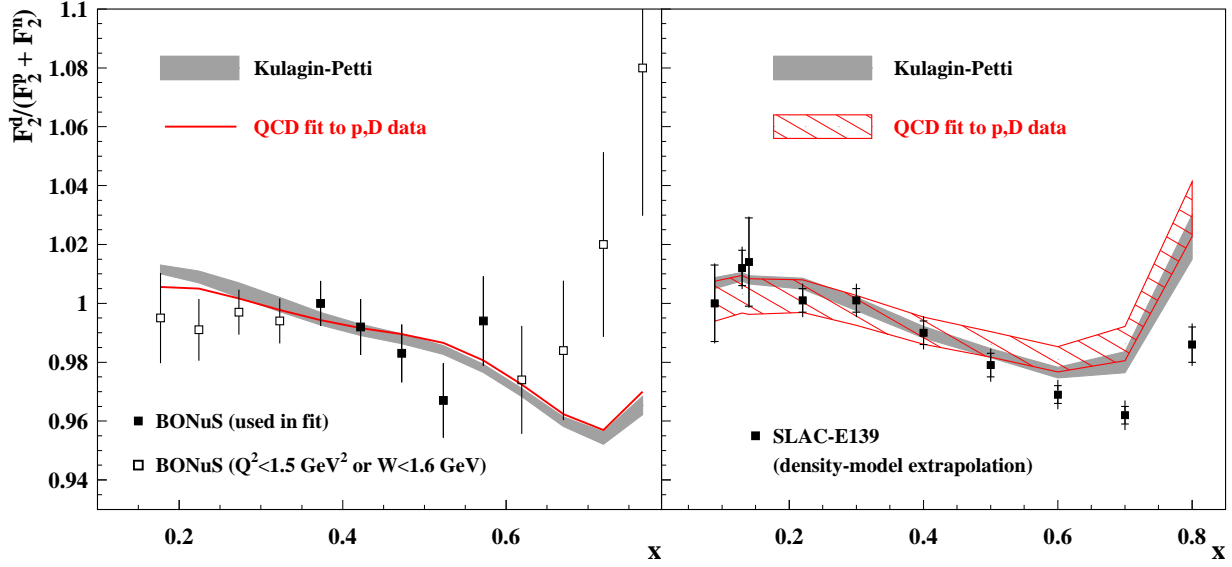 F₂ᵈ/(F₂ᵖ + F₂ⁿ)
1.1
1.08
1.06
1.04
1.02
1
0.98
0.96
0.94
Kulagin-Petti
QCD fit to p,D data
BONuS (used in fit)
BONuS (Q²<1.5 GeV² or W<1.6 GeV)
0.2
0.4
0.6
x
Kulagin-Petti
QCD fit to p,D data
SLAC-E139
(density-model extrapolation)
0.2
0.4
0.6
0.8
x